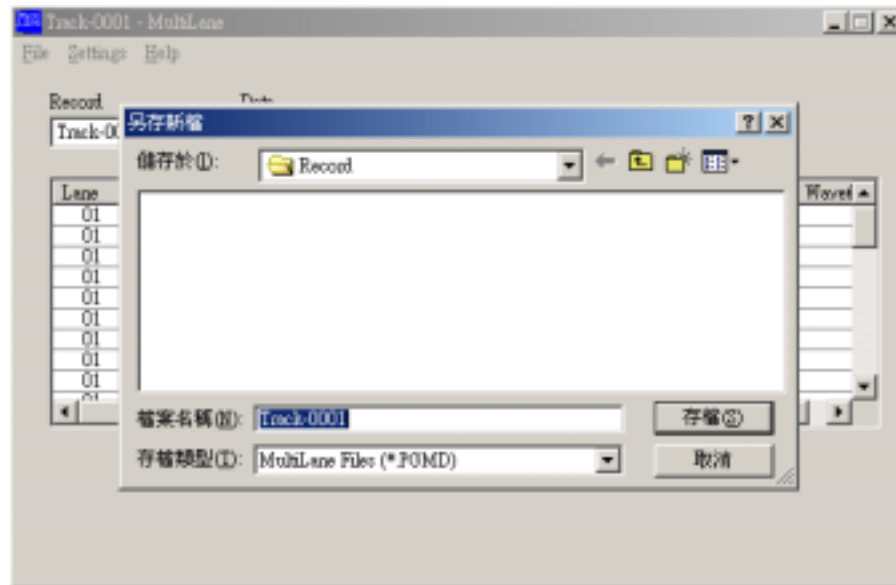 Track-0001 - MultiLane
File Settings Help
Record Date
Track-00
另存新檔
儲存於(I): Record
Lane
01
01
01
01
01
01
01
01
01
檔案名稱(N): Track-0001 存檔(S)
存檔類型(T): MultiLane Files (*.POMD) 取消